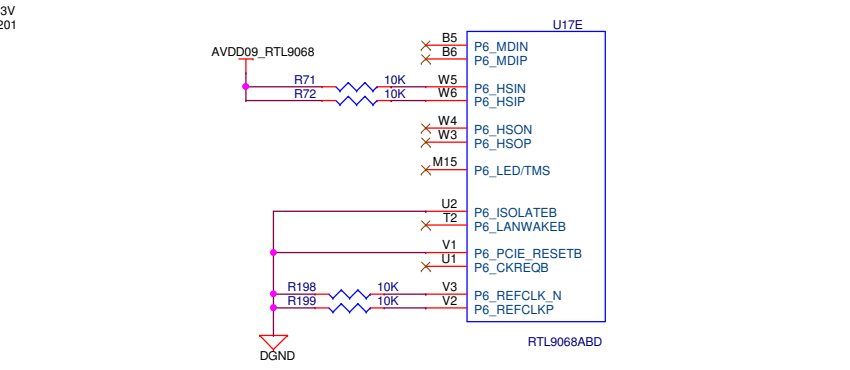 3V
201
U17E
AVDD09_RTL9068
B5 P6_MDIN
B6 P6_MDIP
R71 10K W5 P6_HSIN
R72 10K W6 P6_HSIP
W4 P6_HSON
W3 P6_HSOP
M15 P6_LED/TMS
U2 P6_ISOLATEB
T2 P6_LANWAKEB
V1 P6_PCIE_RESETB
U1 P6_CKREQB
R198 10K V3 P6_REFCLK_N
R199 10K V2 P6_REFCLKP
RTL9068ABD
DGND